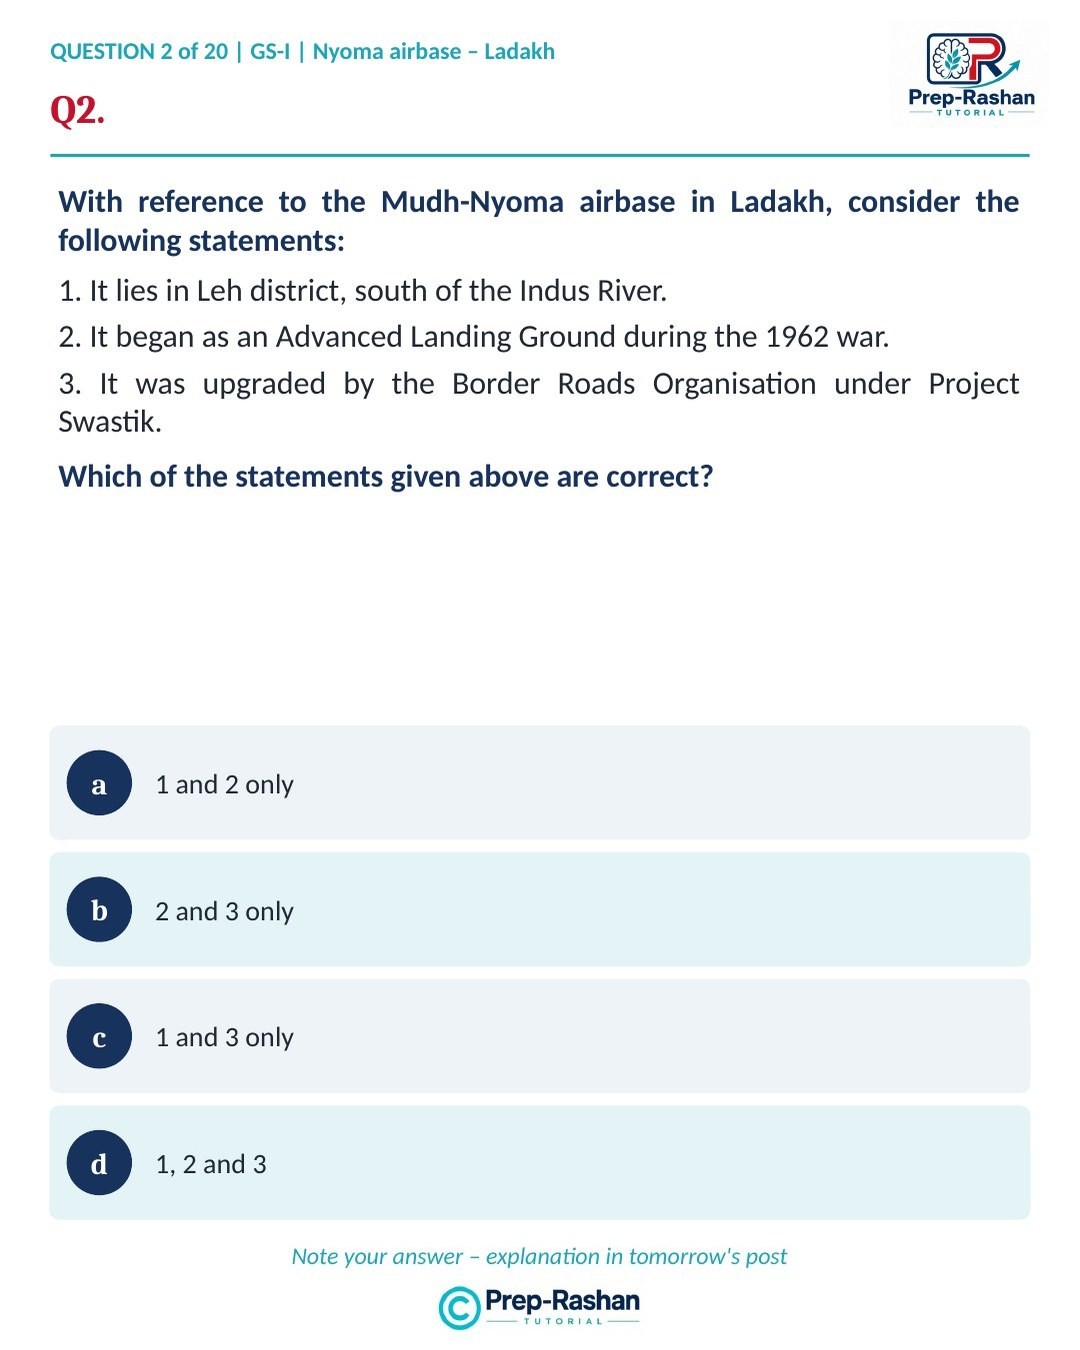 QUESTION 2 of 20 | GS-I | Nyoma airbase – Ladakh
Prep-Rashan
TUTORIAL
Q2.
With reference to the Mudh-Nyoma airbase in Ladakh, consider the
following statements:
1. It lies in Leh district, south of the Indus River.
2. It began as an Advanced Landing Ground during the 1962 war.
3. It was upgraded by the Border Roads Organisation under Project
Swastik.
Which of the statements given above are correct?
a 1 and 2 only
b 2 and 3 only
c 1 and 3 only
d 1, 2 and 3
Note your answer – explanation in tomorrow's post
© Prep-Rashan
TUTORIAL